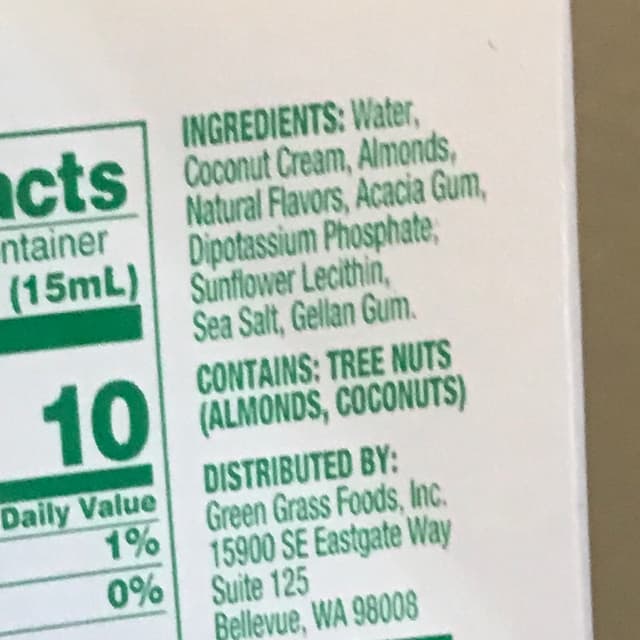 acts
ntainer
(15mL)
10
Daily Value
1%
0%
INGREDIENTS: Water,
Coconut Cream, Almonds,
Natural Flavors, Acacia Gum,
Dipotassium Phosphate,
Sunflower Lecithin,
Sea Salt, Gellan Gum.
CONTAINS: TREE NUTS
(ALMONDS, COCONUTS)
DISTRIBUTED BY:
Green Grass Foods, Inc.
15900 SE Eastgate Way
Suite 125
Bellevue, WA 98008